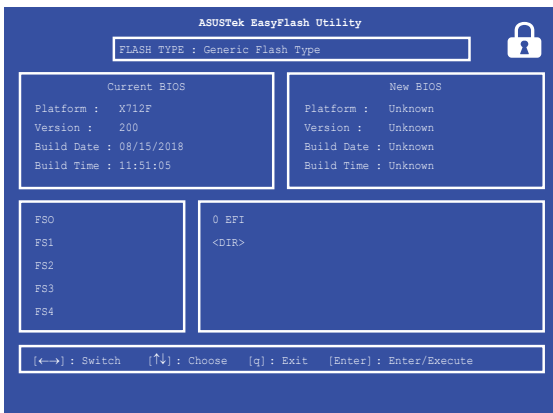 ASUSTek EasyFlash Utility
FLASH TYPE : Generic Flash Type
Current BIOS
Platform : X712F
Version : 200
Build Date : 08/15/2018
Build Time : 11:51:05
New BIOS
Platform : Unknown
Version : Unknown
Build Date : Unknown
Build Time : Unknown
FSO
FS1
FS2
FS3
FS4
0 EFI
<DIR>
[←→] : Switch [↑↓] : Choose [q] : Exit [Enter] : Enter/Execute